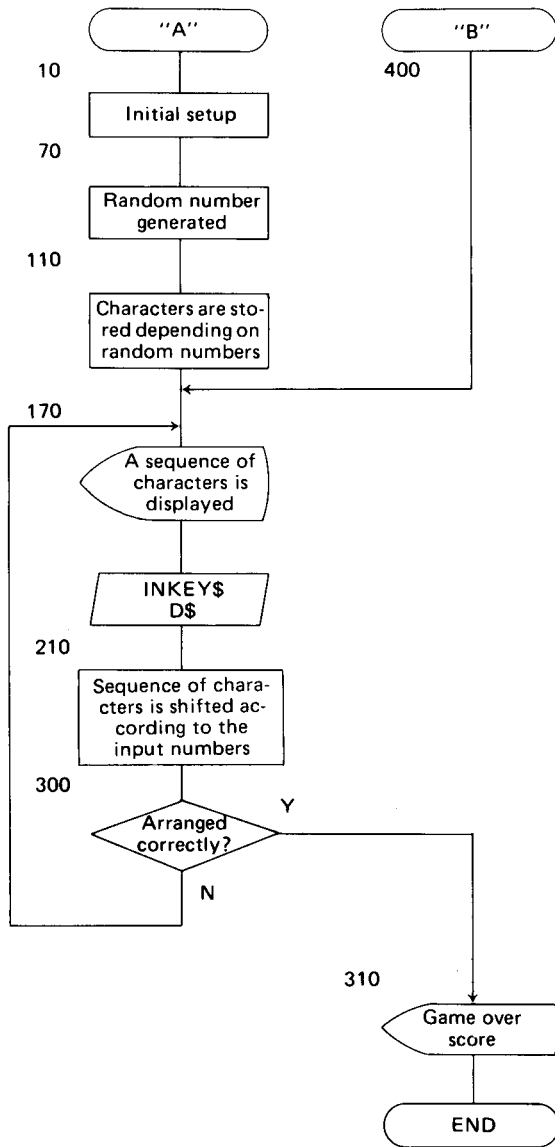 "A"
"B"
10
400
Initial setup
70
Random number
generated
110
Characters are sto-
red depending on
random numbers
170
A sequence of
characters is
displayed
INKEY$
D$
210
Sequence of chara-
cters is shifted acc-
ording to the
input numbers
300
Y
Arranged
correctly?
N
310
Game over
score
END